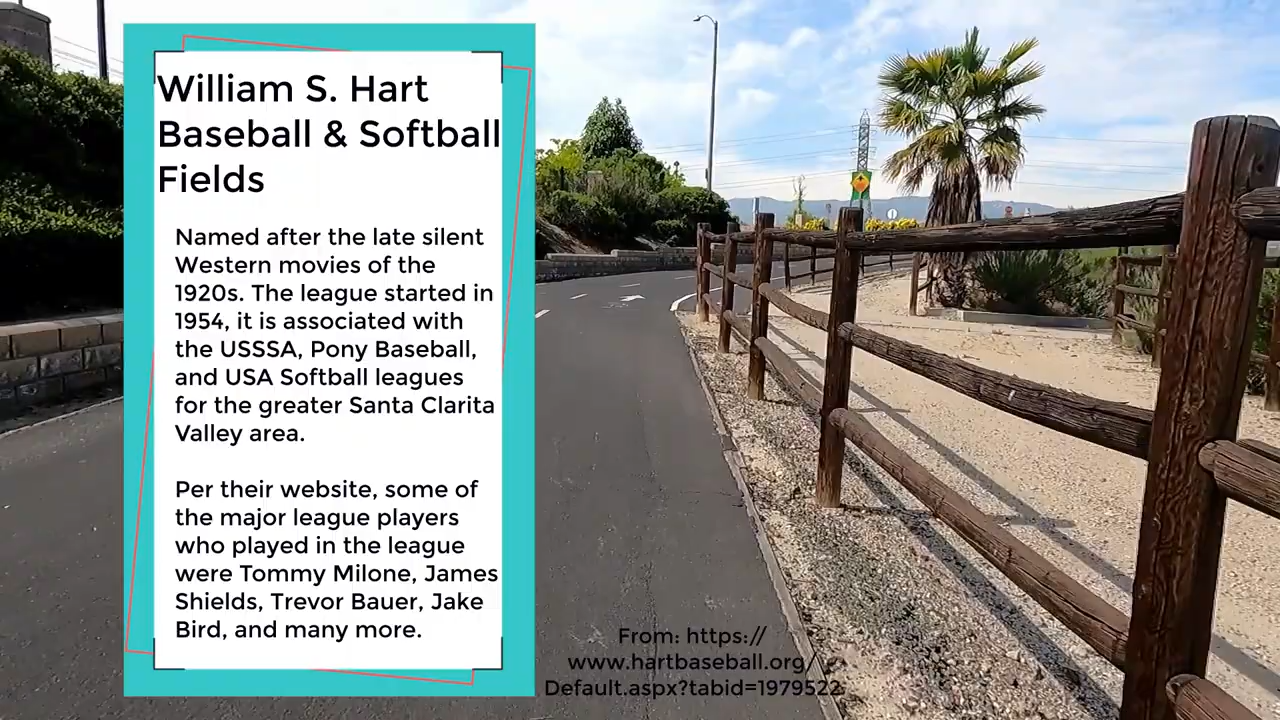 William S. Hart
Baseball & Softball
Fields
Named after the late silent
Western movies of the
1920s. The league started in
1954, it is associated with
the USSSA, Pony Baseball,
and USA Softball leagues
for the greater Santa Clarita
Valley area.
Per their website, some of
the major league players
who played in the league
were Tommy Milone, James
Shields, Trevor Bauer, Jake
Bird, and many more.
From: https://
www.hartbaseball.org/
Default.aspx?tabid=1979522